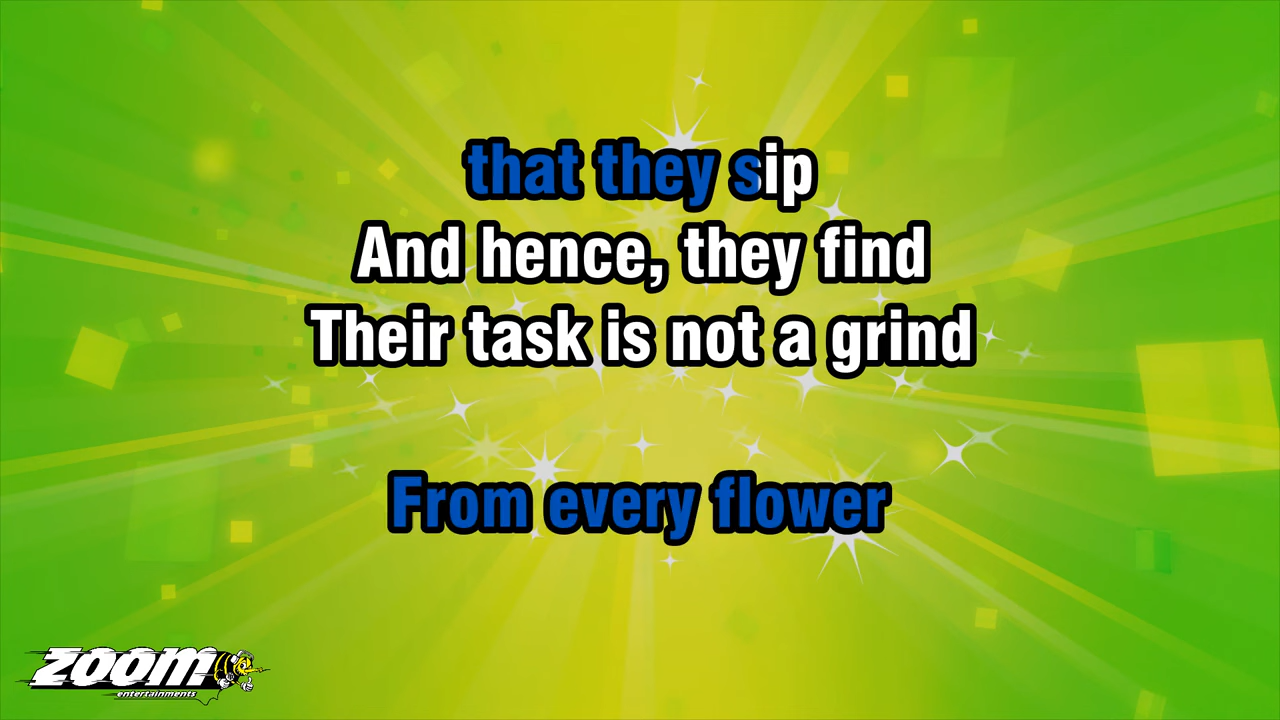 that they sip
And hence, they find
Their task is not a grind
From every flower
ZOOM
entertainments